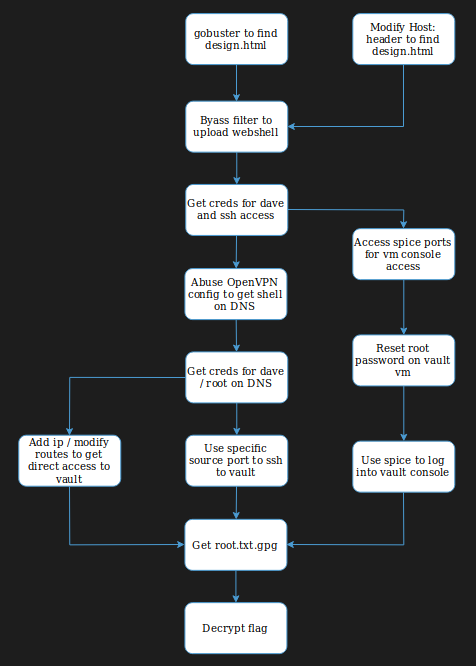 gobuster to find
design.html
Modify Host:
header to find
design.html
Byass filter to
upload webshell
Get creds for dave
and ssh access
Access spice ports
for vm console
access
Abuse OpenVPN
config to get shell
on DNS
Reset root
password on vault
vm
Get creds for dave
/ root on DNS
Add ip / modify
routes to get
direct access to
vault
Use specific
source port to ssh
to vault
Use spice to log
into vault console
Get root.txt.gpg
Decrypt flag